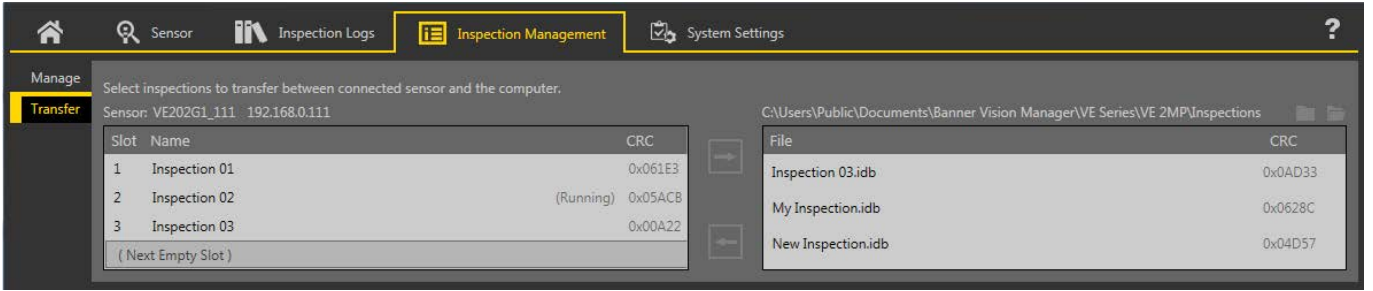 Sensor Inspection Logs Inspection Management System Settings ?
Manage
Transfer
Select inspections to transfer between connected sensor and the computer.
Sensor: VE202G1_111 192.168.0.111
Slot Name CRC
1 Inspection 01 0x061E3
2 Inspection 02 (Running) 0x05ACB
3 Inspection 03 0x00A22
( Next Empty Slot )
C:\Users\Public\Documents\Banner Vision Manager\VE Series\VE 2MP\Inspections
File CRC
Inspection 03.idb 0x0AD33
My Inspection.idb 0x0628C
New Inspection.idb 0x04D57